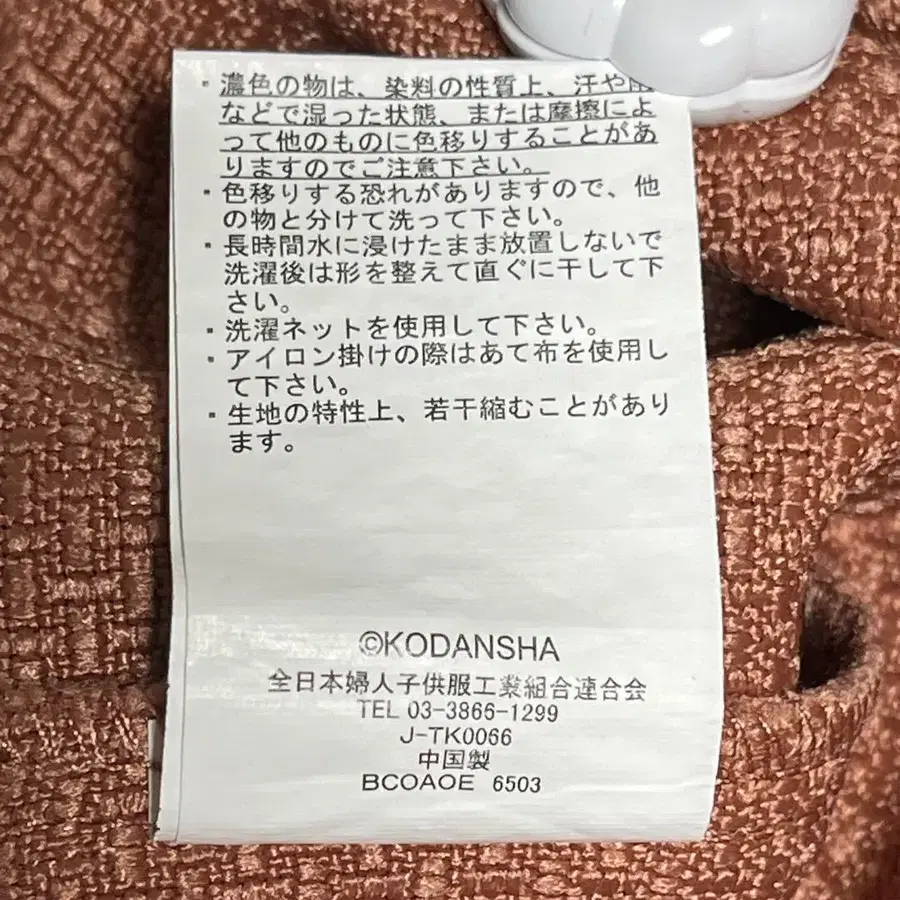 ・濃色の物は、染料の性質上、汗や
などで湿った状態、または摩擦によ
って他のものに色移りすることがあ
りますのでご注意下さい。
・色移りする恐れがありますので、他
の物と分けて洗って下さい。
・長時間水に浸けたまま放置しないで
洗濯後は形を整えて直ぐに干して下
さい。
・洗濯ネットを使用して下さい。
・アイロン掛けの際はあて布を使用し
て下さい。
・生地の特性上、若干縮むことがあり
ます。
©KODANSHA
全日本婦人子供服工業組合連合会
TEL 03-3866-1299
J-TK0066
中国製
BCOAOE 6503